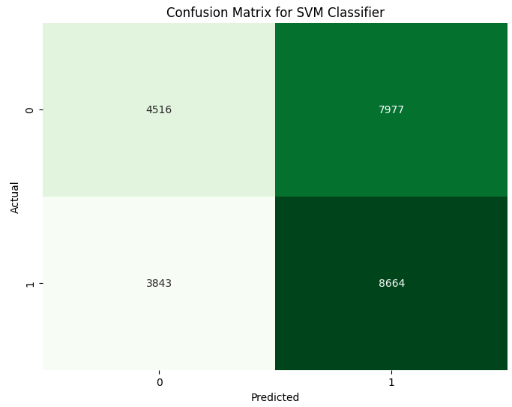 Confusion Matrix for SVM Classifier
0
4516
7977
Actual
1
3843
8664
0
1
Predicted